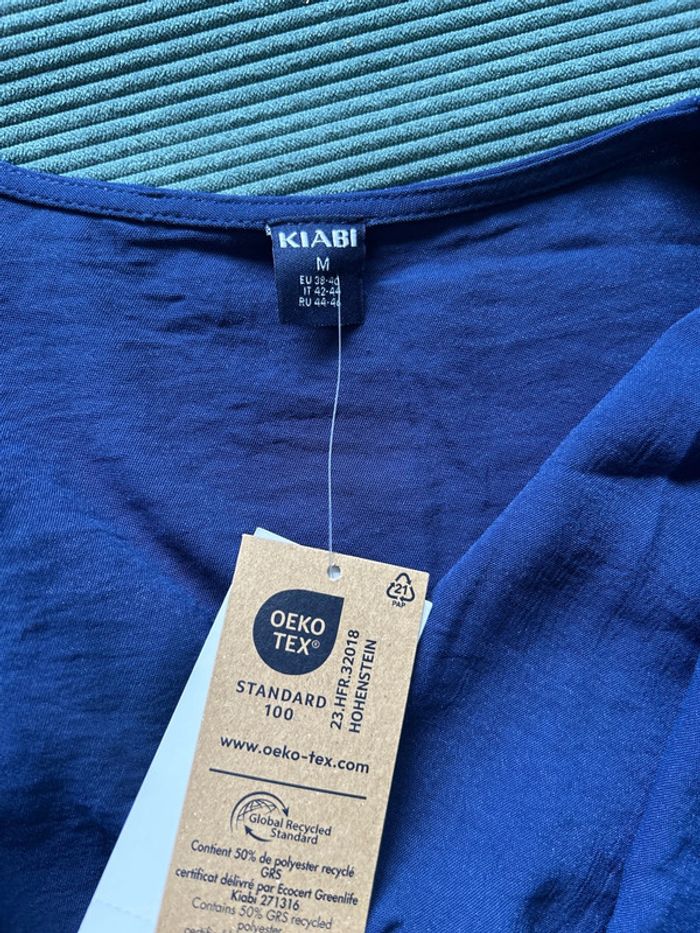 KIABI
M
EU 38-40
IT 42-44
RU 44-46
OEKO
TEX®
STANDARD
100
23.HFR.32018
HOHENSTEIN
21
PAP
www.oeko-tex.com
Global Recycled
Standard
Contient 50% de polyester recyclé
GRS
certificat délivré par Ecocert Greenlife
Kiabi 271316
Contains 50% GRS recycled
polyester